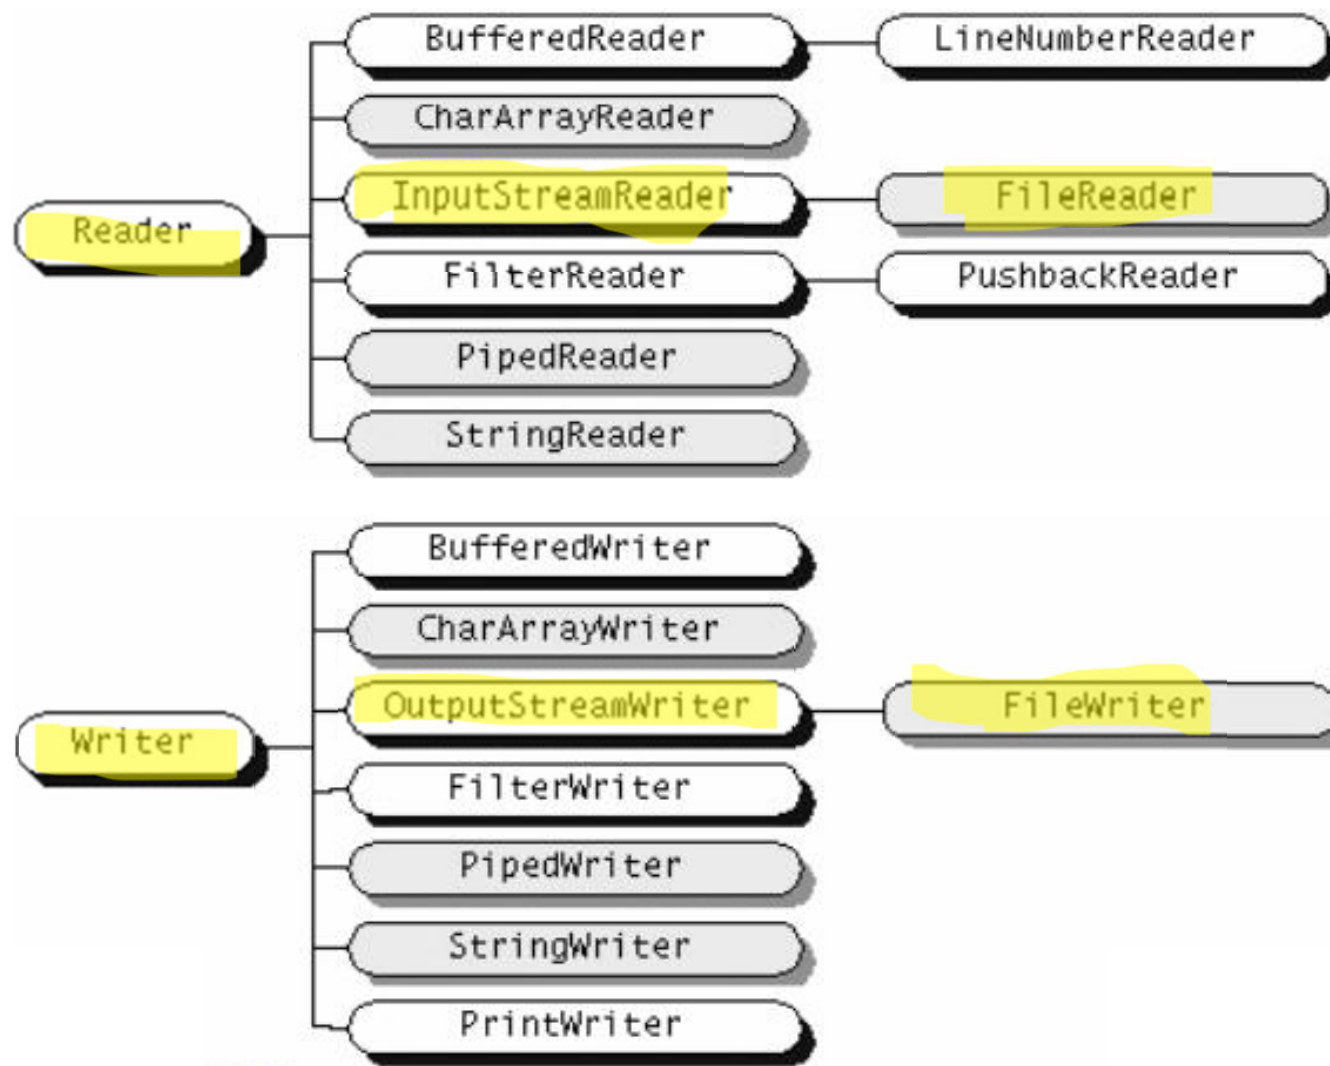 BufferedReader LineNumberReader
CharArrayReader
InputStreamReader FileReader
Reader
FilterReader PushbackReader
PipedReader
StringReader
BufferedWriter
CharArrayWriter
OutputStreamWriter FileWriter
Writer
FilterWriter
PipedWriter
StringWriter
PrintWriter